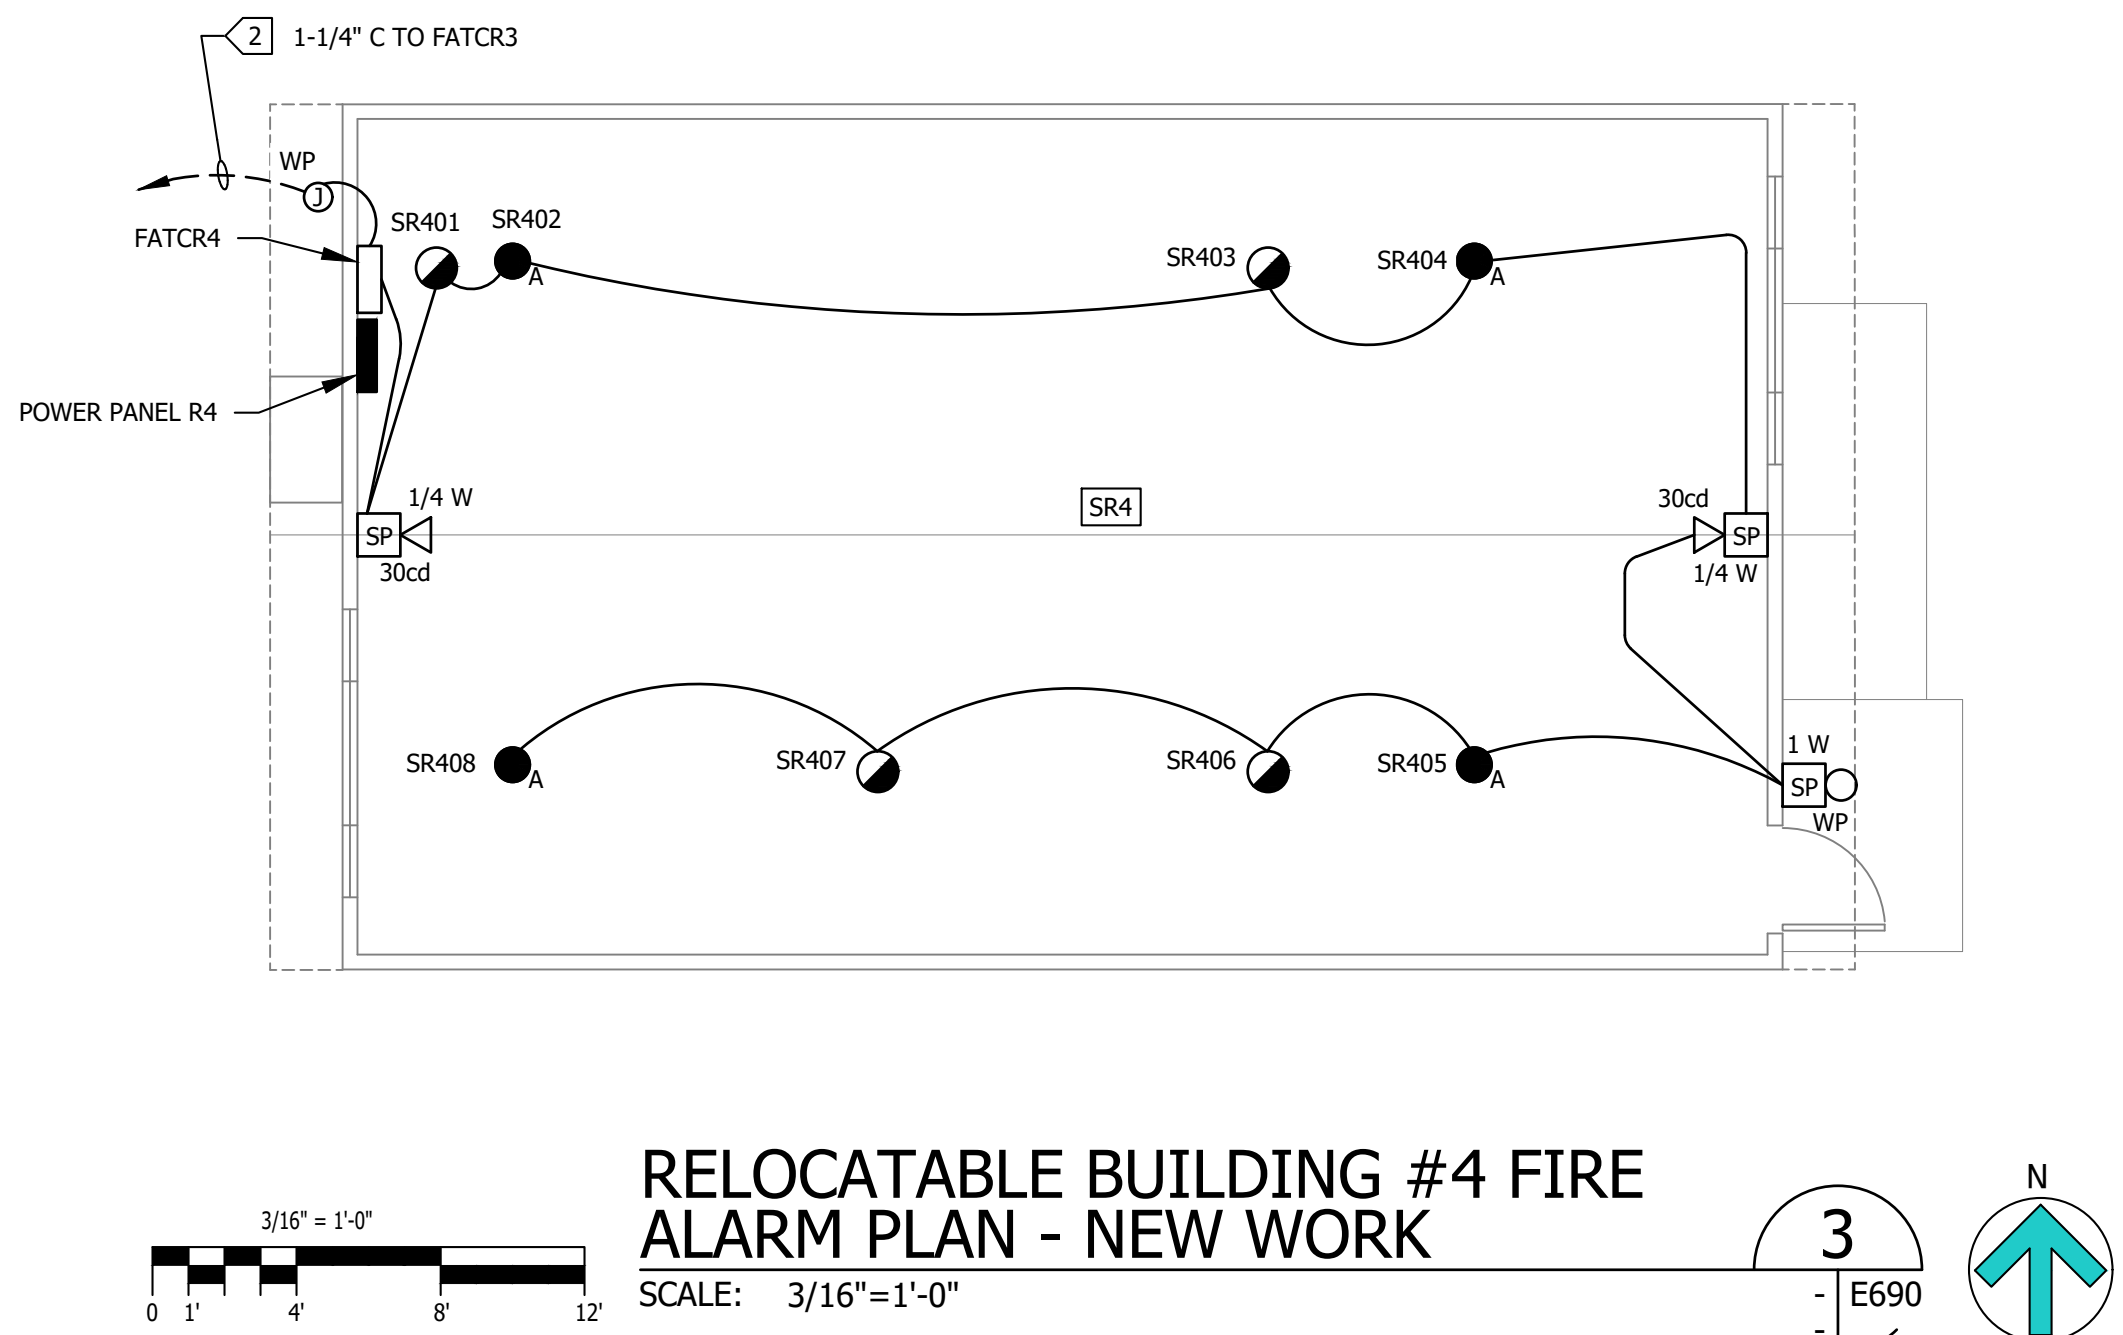 2 1-1/4" C TO FATCR3
WP
J
FATCR4
SR401
SR402
A
SR403
SR404
A
POWER PANEL R4
1/4 W
SP
30cd
SR4
30cd
SP
1/4 W
SR408
A
SR407
SR406
SR405
A
1 W
SP
WP
RELOCATABLE BUILDING #4 FIRE
ALARM PLAN - NEW WORK
SCALE: 3/16"=1'-0"
3/16" = 1'-0"
0 1' 4' 8' 12'
3
- E690
-
N